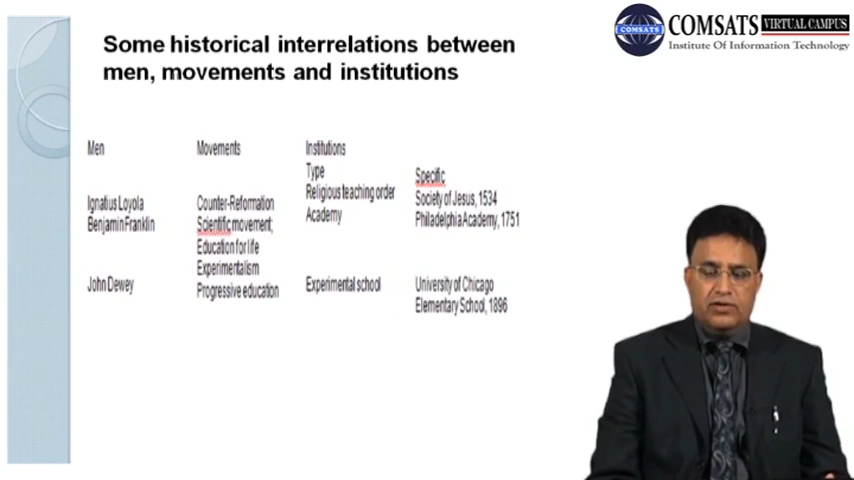 Some historical interrelations between
men, movements and institutions
COMSATS
COMSATS VIRTUAL CAMPUS
Institute Of Information Technology
Men Movements Institutions
Type Specific
Ignatius Loyola Counter-Reformation Religious teaching order Society of Jesus, 1534
Benjamin Franklin Scientific movement; Academy Philadelphia Academy, 1751
Education for life
Experimentalism
John Dewey Progressive education Experimental school University of Chicago
Elementary School, 1896